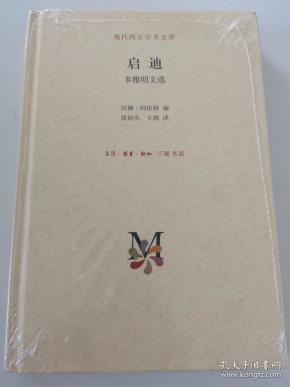 现代西方学术文库
启迪
本雅明文选
汉娜·阿伦特 编
张旭东 王斑 译
生活·讀書·新知 三联书店
M
孔夫子旧书网